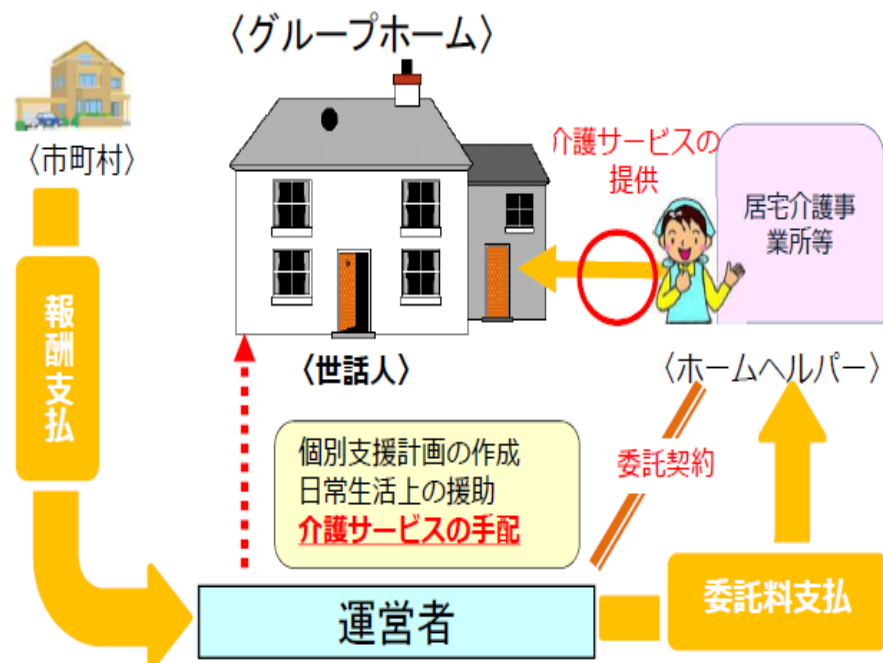 〈グループホーム〉
〈市町村〉
介護サービスの
提供
居宅介護事
業所等
報酬支払
〈世話人〉
〈ホームヘルパー〉
個別支援計画の作成
日常生活上の援助
介護サービスの手配
委託契約
運営者
委託料支払